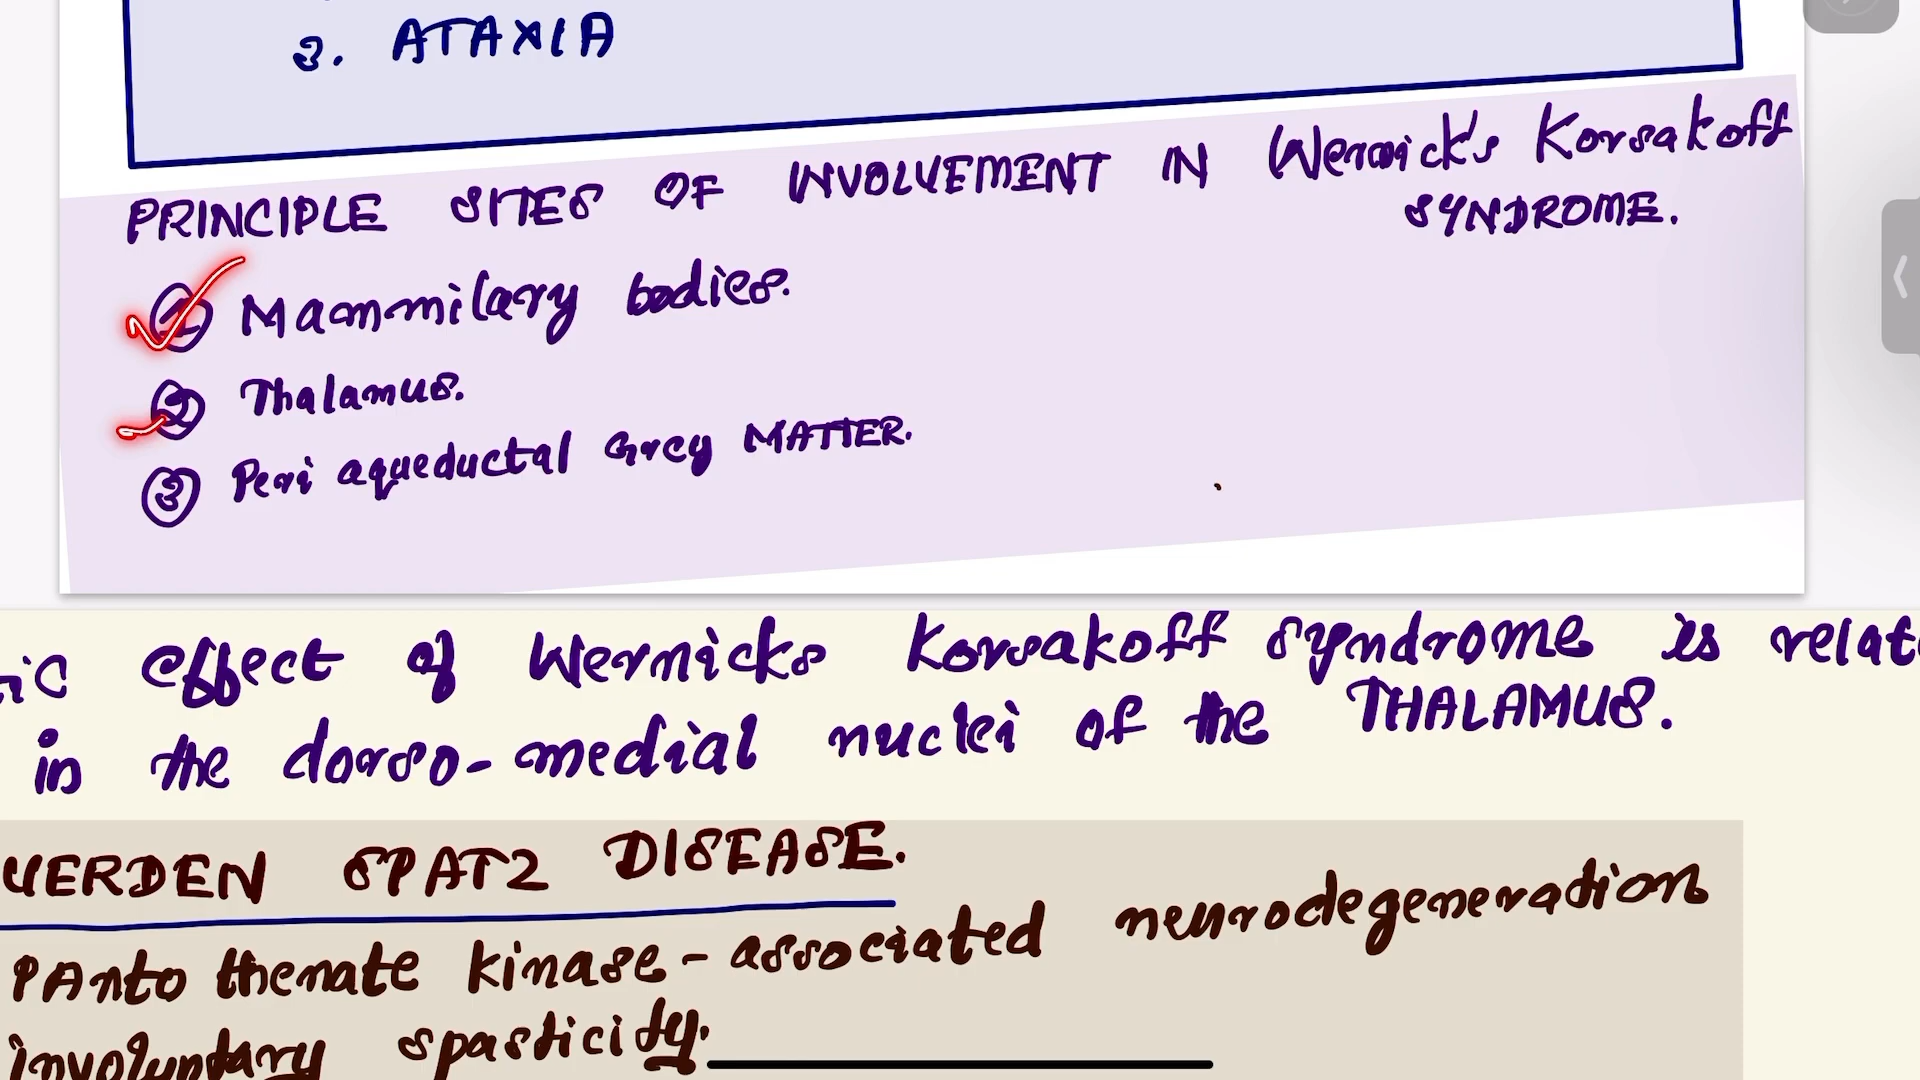 3. ATAXIA
PRINCIPLE SITES OF INVOLVEMENT IN Wernick's Korsakoff
SYNDROME.
① Mammilary bodies.
② Thalamus.
③ Peri aqueductal Grey MATTER.
effect of Wernicks Korsakoff syndrome is relat
in the dorso-medial nuclei of the THALAMUS.
VERDEN SPATZ DISEASE.
PAnto thenate kinase-associated neurodegeneration
involuntary spasticity.